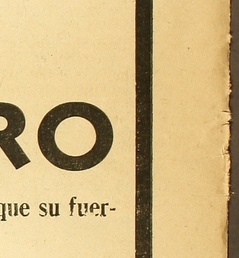 RO
que su fuer-